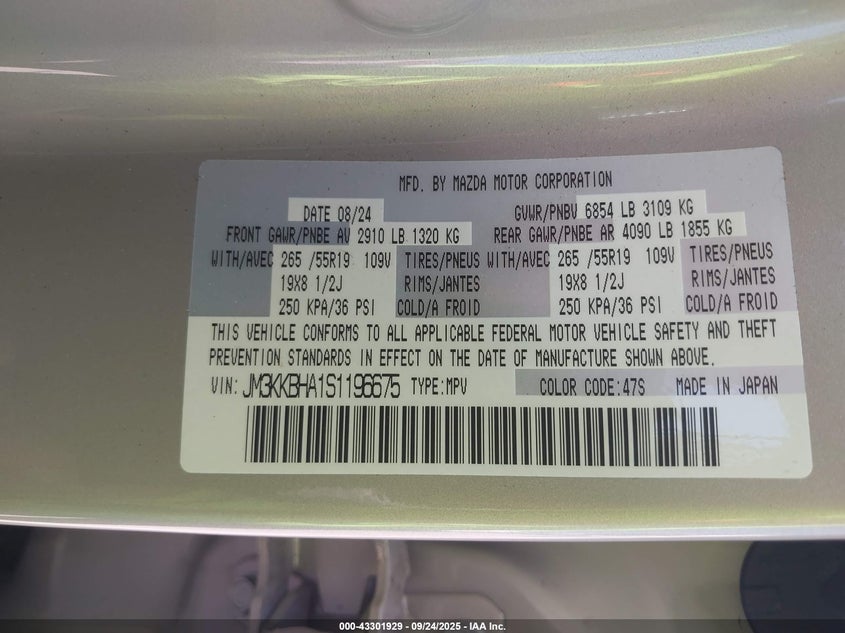 MFD. BY MAZDA MOTOR CORPORATION
DATE 08/24 GVWR/PNBV 6854 LB 3109 KG
FRONT GAWR/PNBE AV 2910 LB 1320 KG REAR GAWR/PNBE AR 4090 LB 1855 KG
WITH/AVEC 265 /55R19 109V TIRES/PNEUS WITH/AVEC 265 /55R19 109V TIRES/PNEUS
19X8 1/2J RIMS/JANTES 19X8 1/2J RIMS/JANTES
250 KPA/36 PSI COLD/A FROID 250 KPA/36 PSI COLD/A FROID
THIS VEHICLE CONFORMS TO ALL APPLICABLE FEDERAL MOTOR VEHICLE SAFETY AND THEFT
PREVENTION STANDARDS IN EFFECT ON THE DATE OF MANUFACTURE SHOWN ABOVE.
VIN: JM3KKBHA1S1196675 TYPE:MPV COLOR CODE:47S MADE IN JAPAN
000-43301929 - 09/24/2025 - IAA Inc.